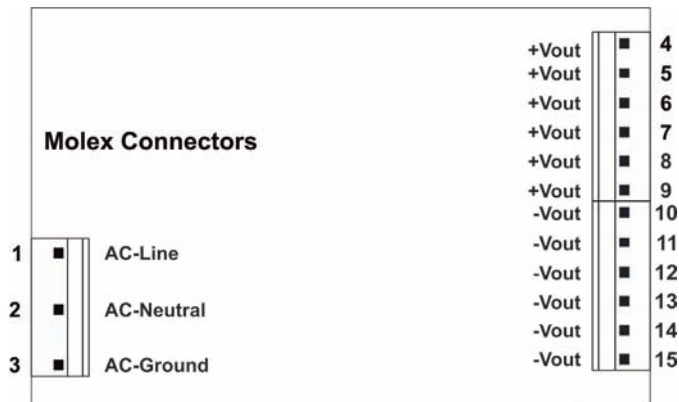 +Vout 4
+Vout 5
+Vout 6
+Vout 7
Molex Connectors
+Vout 8
+Vout 9
-Vout 10
-Vout 11
1 AC-Line
-Vout 12
-Vout 13
2 AC-Neutral
-Vout 14
-Vout 15
3 AC-Ground